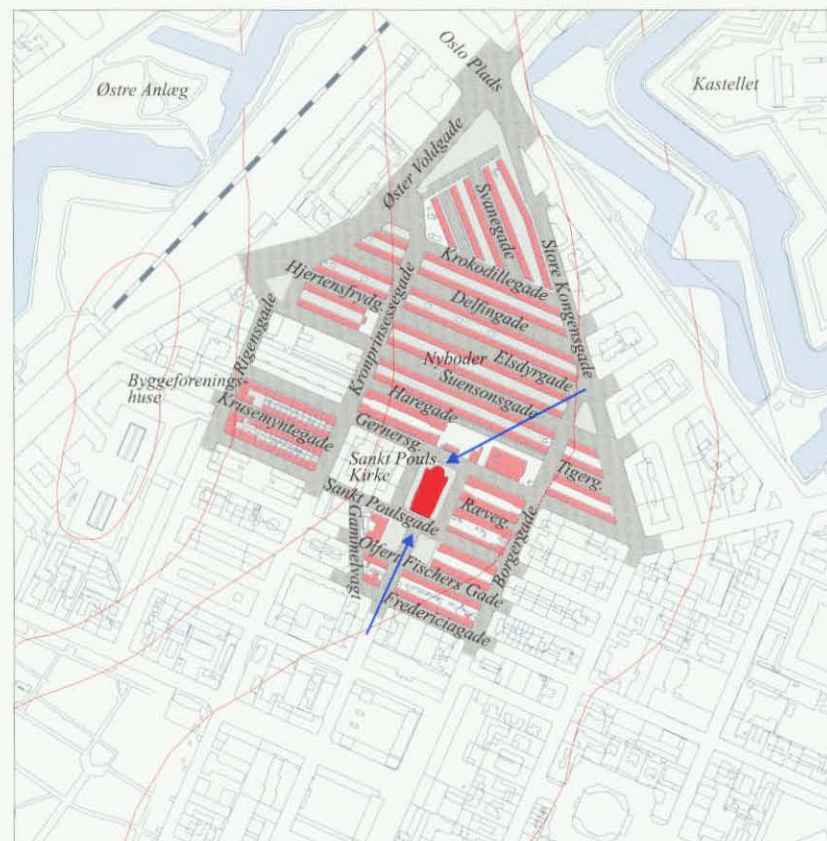 Oslo Plads
Østre Anlæg
Kastellet
Øster Voldgade
Svanegade
Store Kongensgade
Krokodillegade
Hjertensfrydg.
Delfingade
Rigensgade
Kronprinsessegade
Nyboder
Elsdyrgade
Suensonsgade
Byggeforenings-
huse
Haregade
Krusemyntegade
Gernersg.
Sankt Pouls
Kirke
Tigerg.
Sankt Poulsgade
Ræveg.
Gammelvagt
Borgergade
Olfert Fischers Gade
Fredericiagade